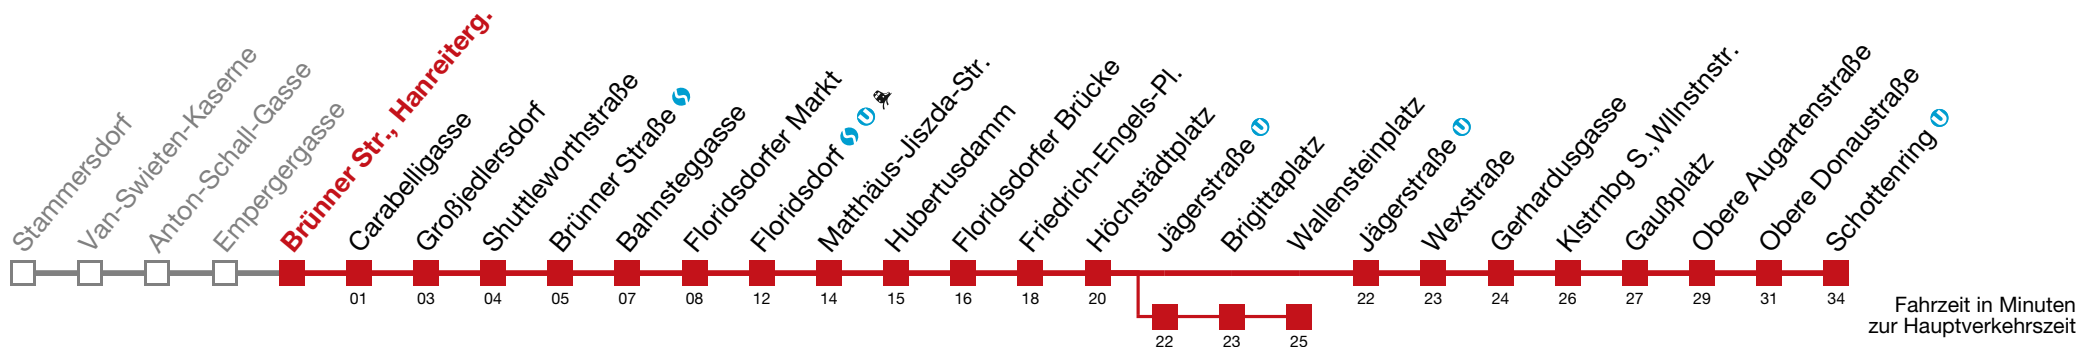 Stammersdorf
Van-Swieten-Kaserne
Anton-Schall-Gasse
Empergergasse
Brünner Str., Hanreiterg.
Carabelligasse
Großjedlersdorf
Shuttleworthstraße
Brünner Straße
Bahnsteggasse
Floridsdorfer Markt
Floridsdorf
Matthäus-Jiszda-Str.
Hubertusdamm
Floridsdorfer Brücke
Friedrich-Engels-Pl.
Höchstädtplatz
Jägerstraße
Brigittaplatz
Wallensteinplatz
Jägerstraße
Wexstraße
Gerhardusgasse
Klstrnbg S.,Wllnstnstr.
Gaußplatz
Obere Augartenstraße
Obere Donaustraße
Schottenring
01 03 04 05 07 08 12 14 15 16 18 20 22 23 24 26 27 29 31 34
22 23 25
Fahrzeit in Minuten
zur Hauptverkehrszeit